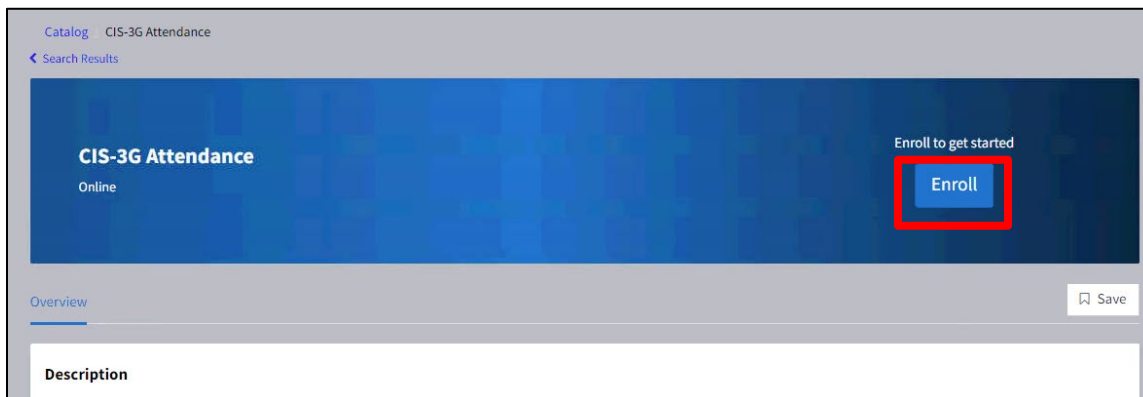 Catalog CIS-3G Attendance
Search Results
CIS-3G Attendance
Online
Enroll to get started
Enroll
Overview
Save
Description